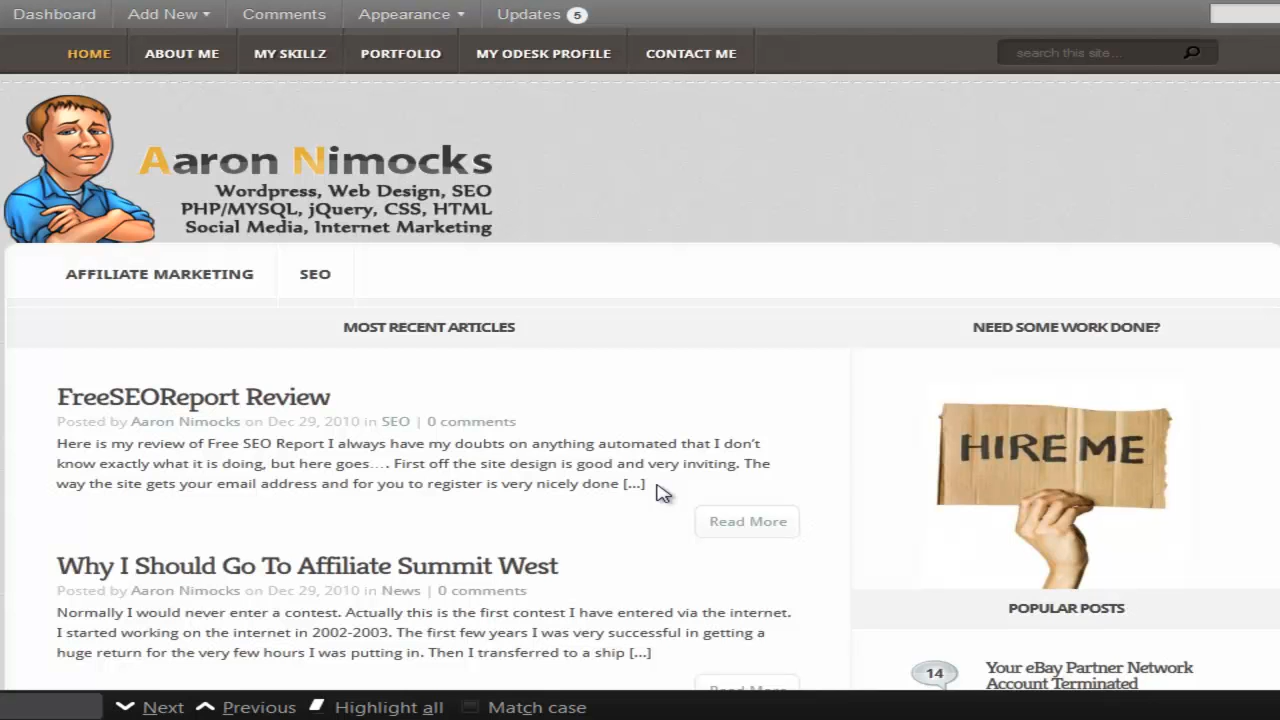 Dashboard Add New Comments Appearance Updates 5
HOME ABOUT ME MY SKILLZ PORTFOLIO MY ODESK PROFILE CONTACT ME search this site...
Aaron Nimocks
Wordpress, Web Design, SEO
PHP/MYSQL, jQuery, CSS, HTML
Social Media, Internet Marketing
AFFILIATE MARKETING SEO
MOST RECENT ARTICLES
FreeSEOReport Review
Posted by Aaron Nimocks on Dec 29, 2010 in SEO | 0 comments
Here is my review of Free SEO Report I always have my doubts on anything automated that I don't
know exactly what it is doing, but here goes…. First off the site design is good and very inviting. The
way the site gets your email address and for you to register is very nicely done [...]
Read More
Why I Should Go To Affiliate Summit West
Posted by Aaron Nimocks on Dec 29, 2010 in News | 0 comments
Normally I would never enter a contest. Actually this is the first contest I have entered via the internet.
I started working on the internet in 2002-2003. The first few years I was very successful in getting a
huge return for the very few hours I was putting in. Then I transferred to a ship [...]
Read More
NEED SOME WORK DONE?
HIRE ME
POPULAR POSTS
14
Your eBay Partner Network
Account Terminated
Next Previous Highlight all Match case